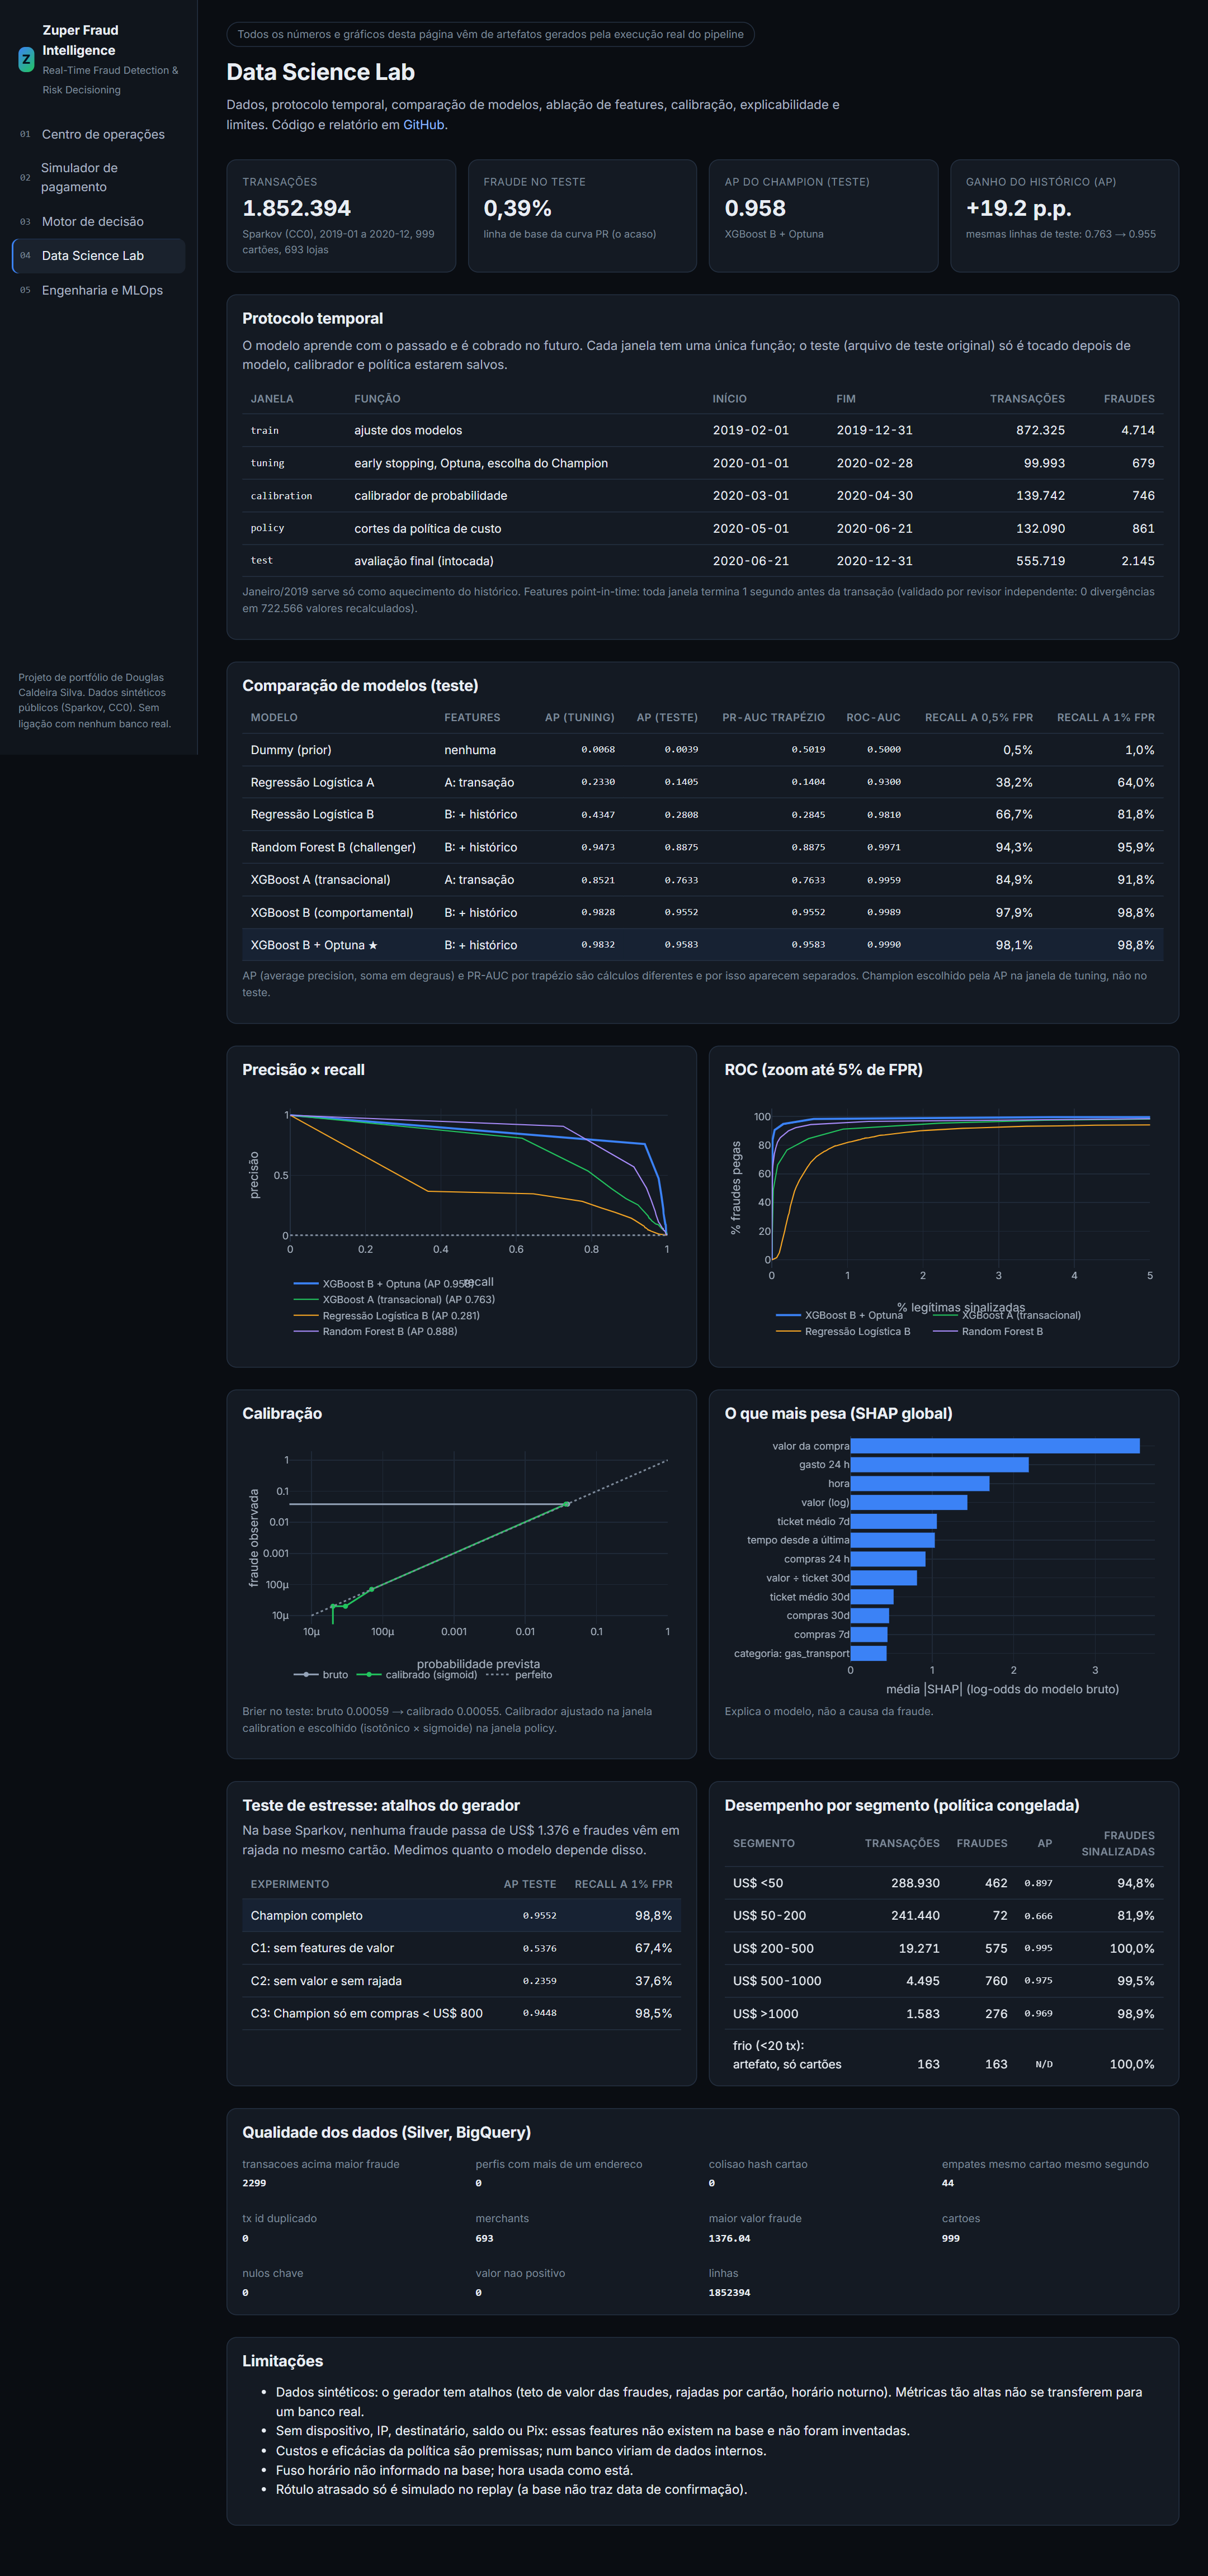 Z
Zuper Fraud
Intelligence
Real-Time Fraud Detection &
Risk Decisioning
01 Centro de operações
02 Simulador de
pagamento
03 Motor de decisão
04 Data Science Lab
05 Engenharia e MLOps
Projeto de portfólio de Douglas
Caldeira Silva. Dados sintéticos
públicos (Sparkov, CC0). Sem
ligação com nenhum banco real.
Todos os números e gráficos desta página vêm de artefatos gerados pela execução real do pipeline
Data Science Lab
Dados, protocolo temporal, comparação de modelos, ablação de features, calibração, explicabilidade e
limites. Código e relatório em GitHub.
TRANSAÇÕES
1.852.394
Sparkov (CC0), 2019-01 a 2020-12, 999
cartões, 693 lojas
FRAUDE NO TESTE
0,39%
linha de base da curva PR (o acaso)
AP DO CHAMPION (TESTE)
0.958
XGBoost B + Optuna
GANHO DO HISTÓRICO (AP)
+19.2 p.p.
mesmas linhas de teste: 0.763 → 0.955
Protocolo temporal
O modelo aprende com o passado e é cobrado no futuro. Cada janela tem uma única função; o teste (arquivo de teste original) só é tocado depois de
modelo, calibrador e política estarem salvos.
JANELA FUNÇÃO INÍCIO FIM TRANSAÇÕES FRAUDES
train ajuste dos modelos 2019-02-01 2019-12-31 872.325 4.714
tuning early stopping, Optuna, escolha do Champion 2020-01-01 2020-02-28 99.993 679
calibration calibrador de probabilidade 2020-03-01 2020-04-30 139.742 746
policy cortes da política de custo 2020-05-01 2020-06-21 132.090 861
test avaliação final (intocada) 2020-06-21 2020-12-31 555.719 2.145
Janeiro/2019 serve só como aquecimento do histórico. Features point-in-time: toda janela termina 1 segundo antes da transação (validado por revisor independente: 0 divergências
em 722.566 valores recalculados).
Comparação de modelos (teste)
MODELO FEATURES AP (TUNING) AP (TESTE) PR-AUC TRAPÉZIO ROC-AUC RECALL A 0,5% FPR RECALL A 1% FPR
Dummy (prior) nenhuma 0.0068 0.0039 0.5019 0.5000 0,5% 1,0%
Regressão Logística A A: transação 0.2330 0.1405 0.1404 0.9300 38,2% 64,0%
Regressão Logística B B: + histórico 0.4347 0.2808 0.2845 0.9810 66,7% 81,8%
Random Forest B (challenger) B: + histórico 0.9473 0.8875 0.8875 0.9971 94,3% 95,9%
XGBoost A (transacional) A: transação 0.8521 0.7633 0.7633 0.9959 84,9% 91,8%
XGBoost B (comportamental) B: + histórico 0.9828 0.9552 0.9552 0.9989 97,9% 98,8%
XGBoost B + Optuna ★ B: + histórico 0.9832 0.9583 0.9583 0.9990 98,1% 98,8%
AP (average precision, soma em degraus) e PR-AUC por trapézio são cálculos diferentes e por isso aparecem separados. Champion escolhido pela AP na janela de tuning, não no
teste.
Precisão × recall
precisão
1
0.5
0
0 0.2 0.4 0.6 0.8 1
recall
XGBoost B + Optuna (AP 0.958)
XGBoost A (transacional) (AP 0.763)
Regressão Logística B (AP 0.281)
Random Forest B (AP 0.888)
ROC (zoom até 5% de FPR)
% fraudes pegas
100
80
60
40
20
0
0 1 2 3 4 5
% legítimas sinalizadas
XGBoost B + Optuna XGBoost A (transacional)
Regressão Logística B Random Forest B
Calibração
fraude observada
1
0.1
0.01
0.001
100μ
10μ
10μ 100μ 0.001 0.01 0.1 1
probabilidade prevista
bruto calibrado (sigmoid) perfeito
Brier no teste: bruto 0.00059 → calibrado 0.00055. Calibrador ajustado na janela
calibration e escolhido (isotônico × sigmoide) na janela policy.
O que mais pesa (SHAP global)
valor da compra
gasto 24 h
hora
valor (log)
ticket médio 7d
tempo desde a última
compras 24 h
valor ÷ ticket 30d
ticket médio 30d
compras 30d
compras 7d
categoria: gas_transport
0 1 2 3
média |SHAP| (log-odds do modelo bruto)
Explica o modelo, não a causa da fraude.
Teste de estresse: atalhos do gerador
Na base Sparkov, nenhuma fraude passa de US$ 1.376 e fraudes vêm em
rajada no mesmo cartão. Medimos quanto o modelo depende disso.
EXPERIMENTO AP TESTE RECALL A 1% FPR
Champion completo 0.9552 98,8%
C1: sem features de valor 0.5376 67,4%
C2: sem valor e sem rajada 0.2359 37,6%
C3: Champion só em compras < US$ 800 0.9448 98,5%
Desempenho por segmento (política congelada)
SEGMENTO TRANSAÇÕES FRAUDES AP FRAUDES
SINALIZADAS
US$ <50 288.930 462 0.897 94,8%
US$ 50-200 241.440 72 0.666 81,9%
US$ 200-500 19.271 575 0.995 100,0%
US$ 500-1000 4.495 760 0.975 99,5%
US$ >1000 1.583 276 0.969 98,9%
frio (<20 tx):
artefato, só cartões 163 163 N/D 100,0%
Qualidade dos dados (Silver, BigQuery)
transacoes acima maior fraude
2299
perfis com mais de um endereco
0
colisao hash cartao
0
empates mesmo cartao mesmo segundo
44
tx id duplicado
0
merchants
693
maior valor fraude
1376.04
cartoes
999
nulos chave
0
valor nao positivo
0
linhas
1852394
Limitações
• Dados sintéticos: o gerador tem atalhos (teto de valor das fraudes, rajadas por cartão, horário noturno). Métricas tão altas não se transferem para
um banco real.
• Sem dispositivo, IP, destinatário, saldo ou Pix: essas features não existem na base e não foram inventadas.
• Custos e eficácias da política são premissas; num banco viriam de dados internos.
• Fuso horário não informado na base; hora usada como está.
• Rótulo atrasado só é simulado no replay (a base não traz data de confirmação).